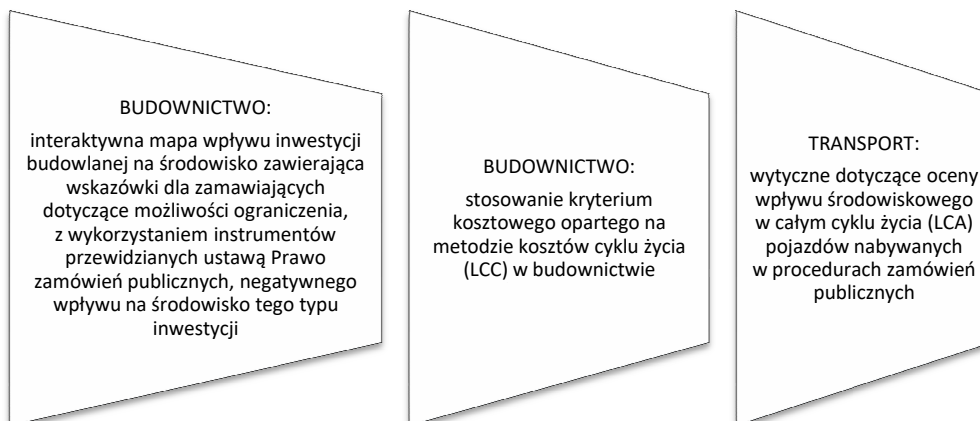 BUDOWNICTWO:
interaktywna mapa wpływu inwestycji
budowlanej na środowisko zawierająca
wskazówki dla zamawiających
dotyczące możliwości ograniczenia,
z wykorzystaniem instrumentów
przewidzianych ustawą Prawo
zamówień publicznych, negatywnego
wpływu na środowisko tego typu
inwestycji
BUDOWNICTWO:
stosowanie kryterium
kosztowego opartego na
metodzie kosztów cyklu życia
(LCC) w budownictwie
TRANSPORT:
wytyczne dotyczące oceny
wpływu środowiskowego
w całym cyklu życia (LCA)
pojazdów nabywanych
w procedurach zamówień
publicznych